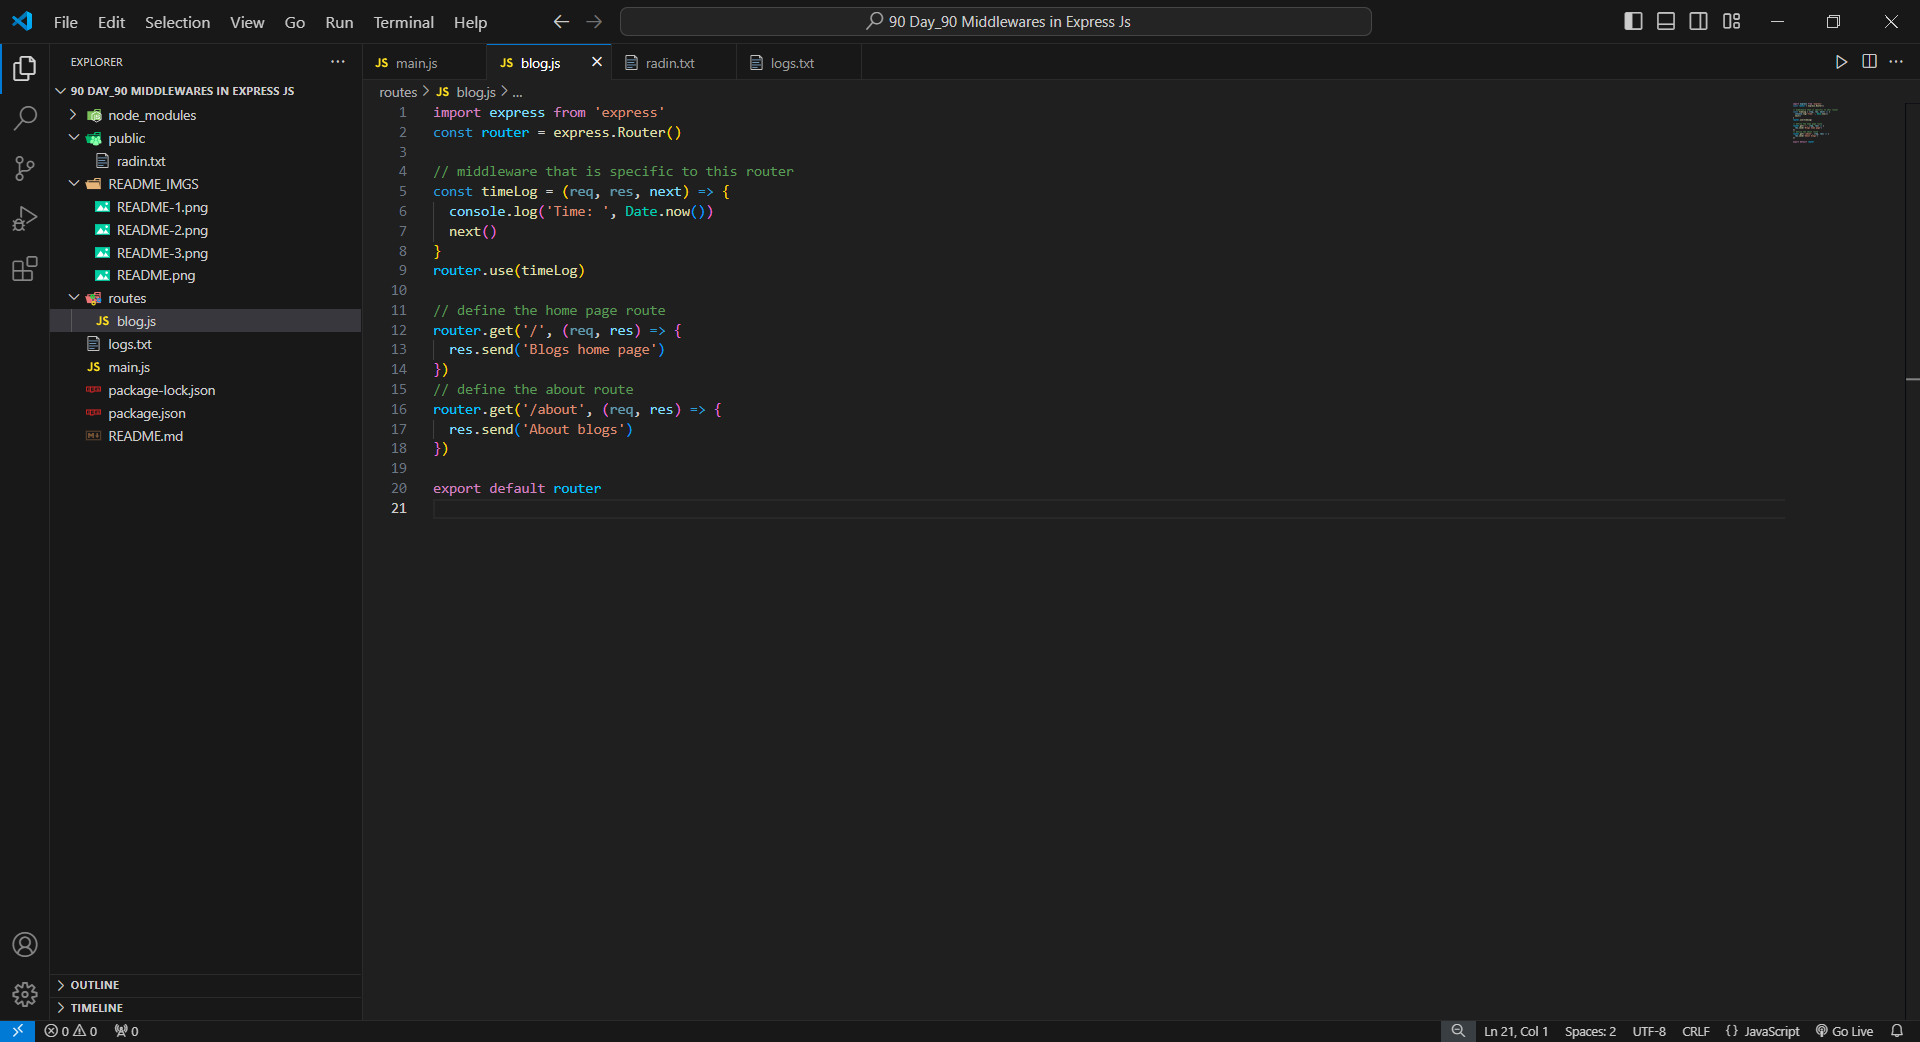 File Edit Selection View Go Run Terminal Help
90 Day_90 Middlewares in Express Js
EXPLORER
90 DAY_90 MIDDLEWARES IN EXPRESS JS
node_modules
public
radin.txt
README_IMGS
README-1.png
README-2.png
README-3.png
README.png
routes
JS blog.js
logs.txt
JS main.js
package-lock.json
package.json
README.md
OUTLINE
TIMELINE
JS main.js
JS blog.js
radin.txt
logs.txt
routes > JS blog.js > ...
1 import express from 'express'
2 const router = express.Router()
3
4 // middleware that is specific to this router
5 const timeLog = (req, res, next) => {
6   console.log('Time: ', Date.now())
7   next()
8 }
9 router.use(timeLog)
10
11 // define the home page route
12 router.get('/', (req, res) => {
13   res.send('Blogs home page')
14 })
15 // define the about route
16 router.get('/about', (req, res) => {
17   res.send('About blogs')
18 })
19
20 export default router
21
0 0 0
Ln 21, Col 1 Spaces: 2 UTF-8 CRLF {} JavaScript Go Live